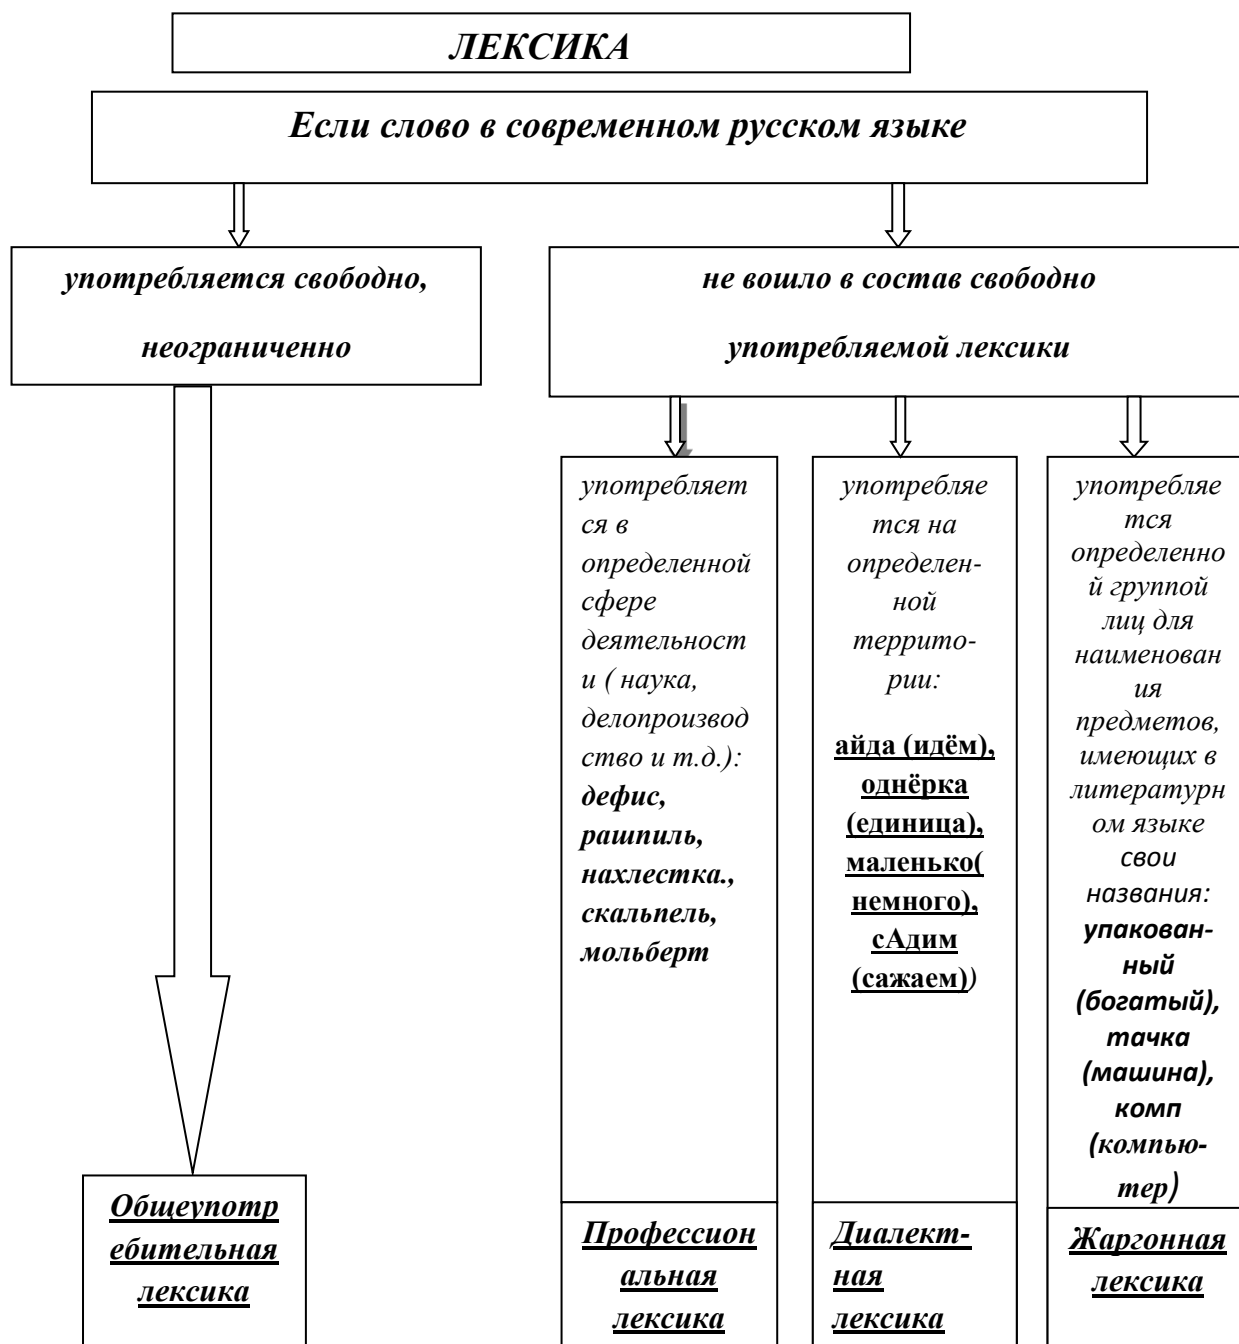 ЛЕКСИКА
Если слово в современном русском языке
употребляется свободно,
неограниченно
не вошло в состав свободно
употребляемой лексики
употребляет
ся в
определенной
сфере
деятельност
и ( наука,
делопроизвод
ство и т.д.):
дефис,
рашпиль,
нахлестка.,
скальпель,
мольберт
употребляе
тся на
определен-
ной
террито-
рии:
айда (идём),
однёрка
(единица),
маленько(
немного),
сАдим
(сажаем))
употребляе
тся
определенно
й группой
лиц для
наименован
ия
предметов,
имеющих в
литературн
ом языке
свои
названия:
упакован-
ный
(богатый),
тачка
(машина),
комп
(компью-
тер)
Общеупотр
ебительная
лексика
Профессион
альная
лексика
Диалект-
ная
лексика
Жаргонная
лексика